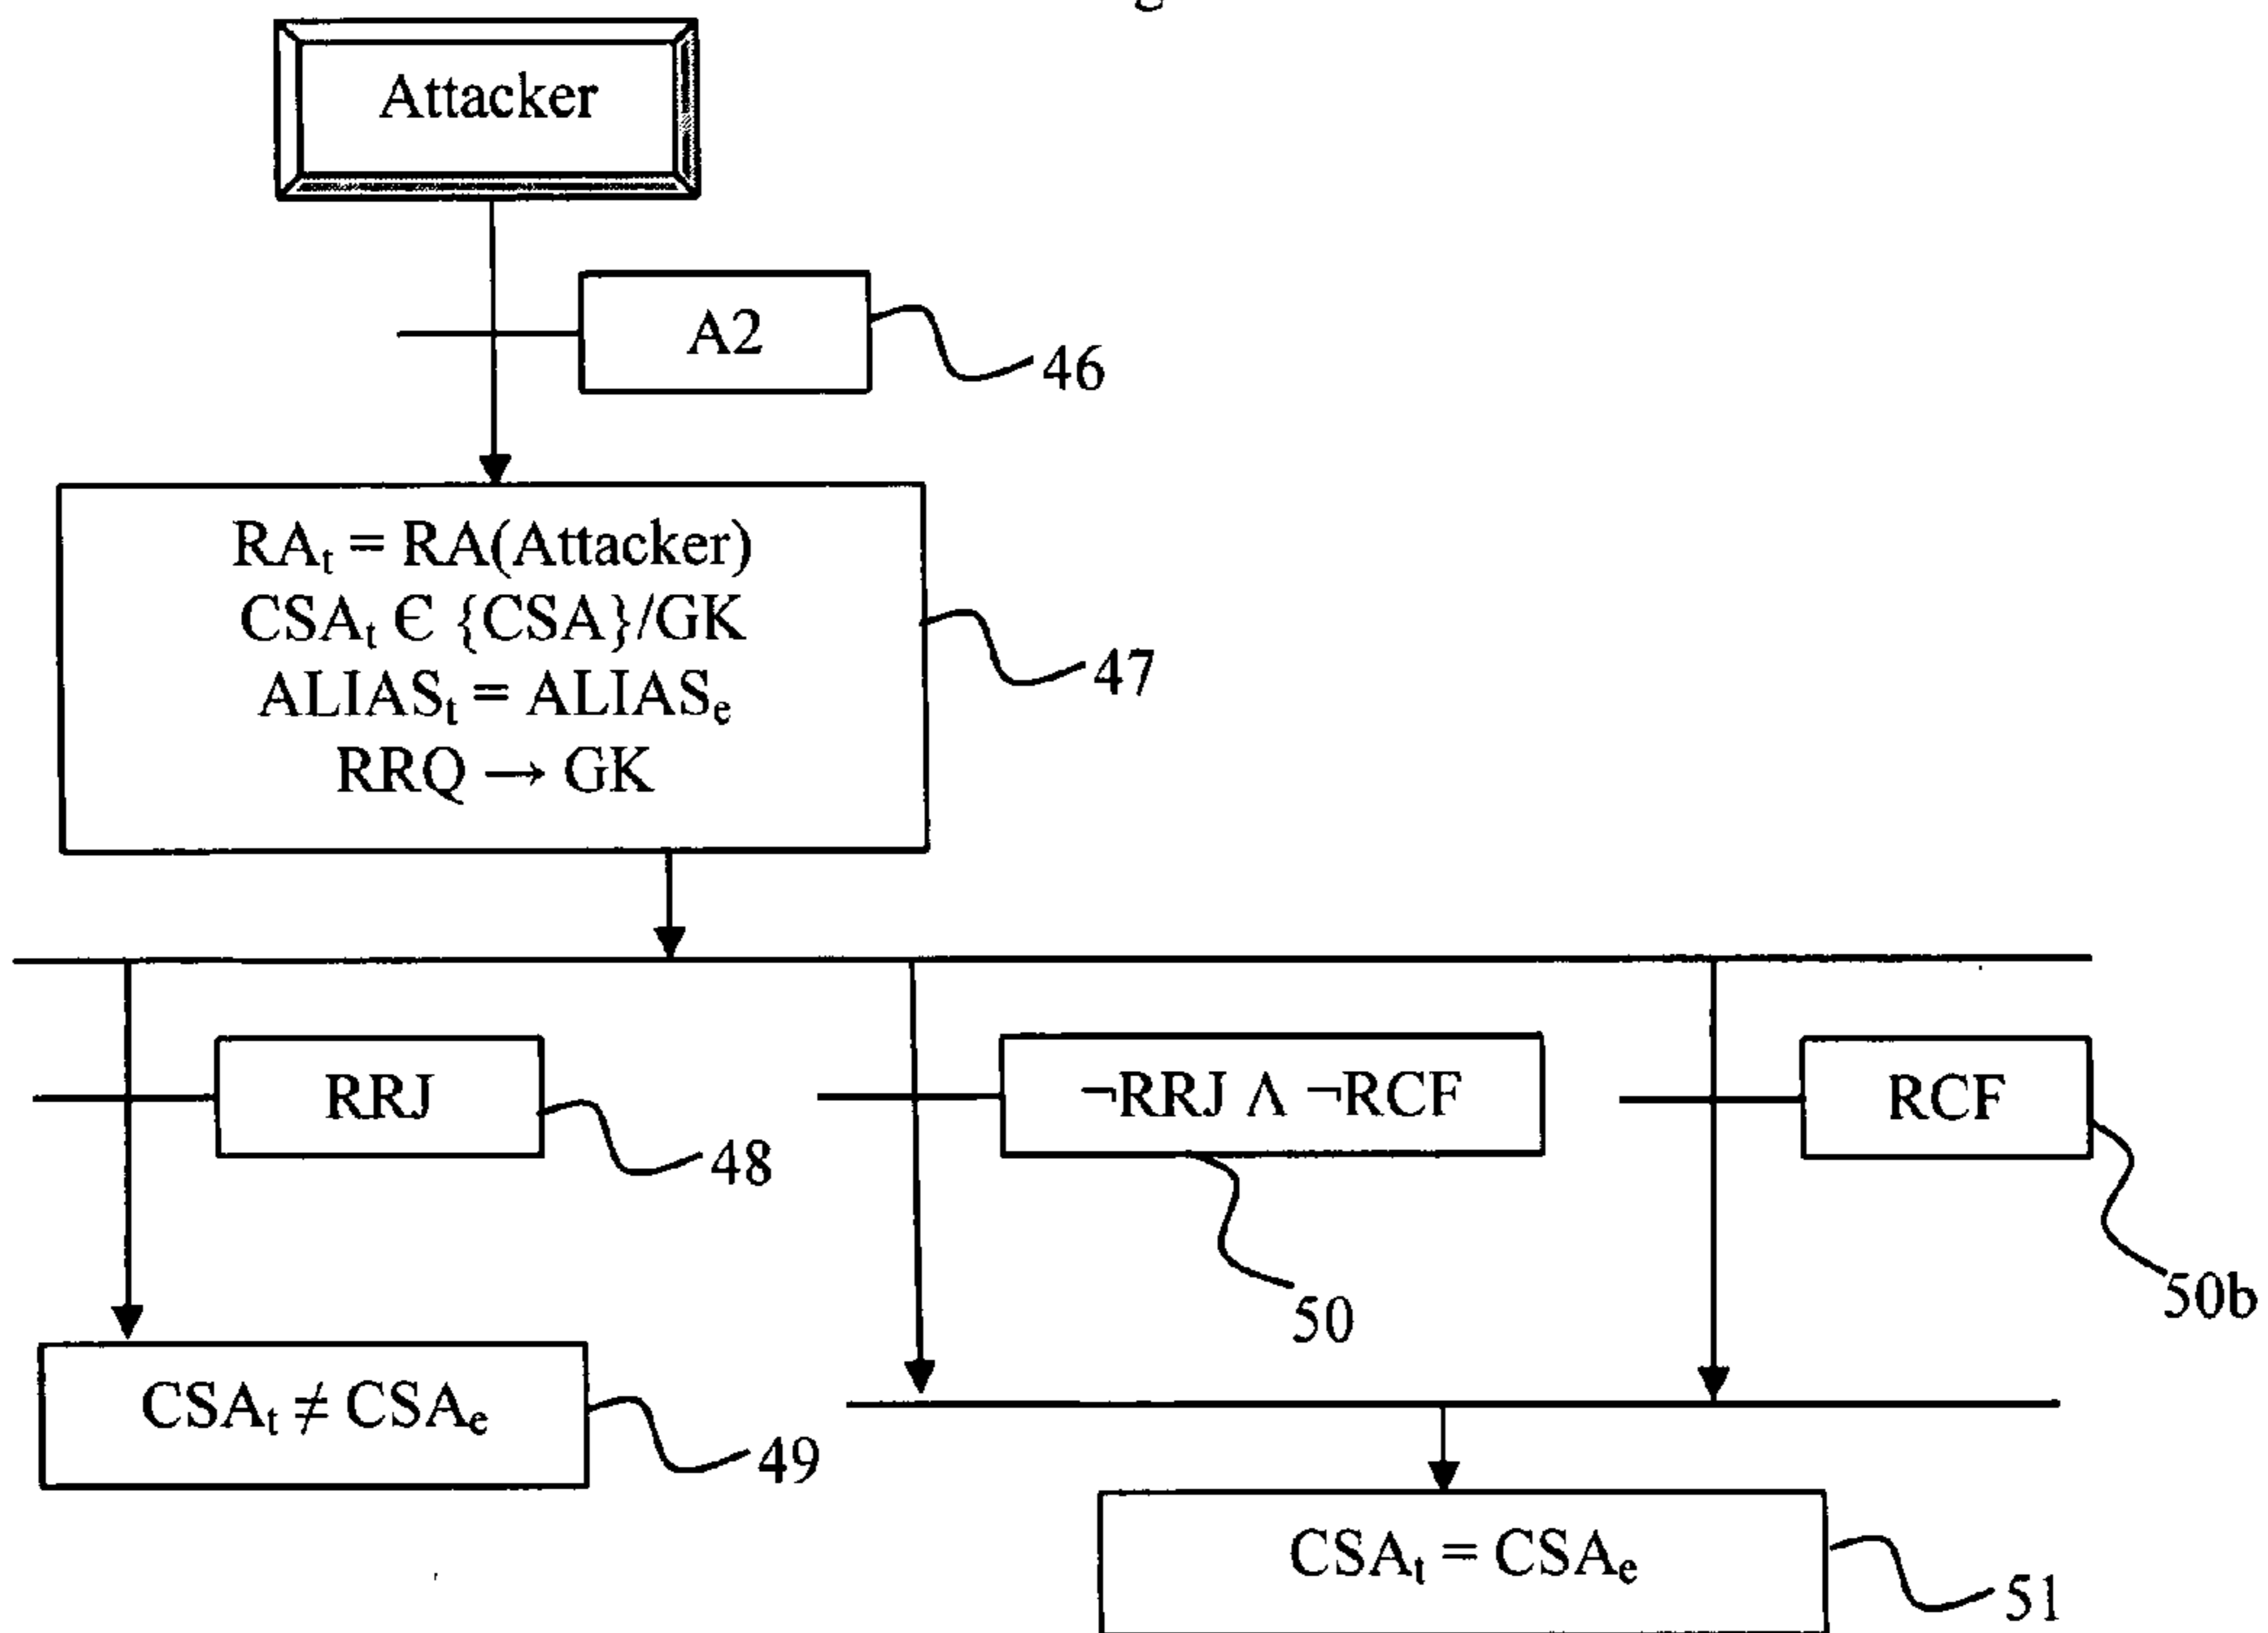 Attacker
A2
46
RAt = RA(Attacker)
CSAt Є {CSA}/GK
ALIASt = ALIASe
RRQ → GK
47
RRJ
48
¬RRJ Λ ¬RCF
50
RCF
50b
CSAt ≠ CSAe
49
CSAt = CSAe
51